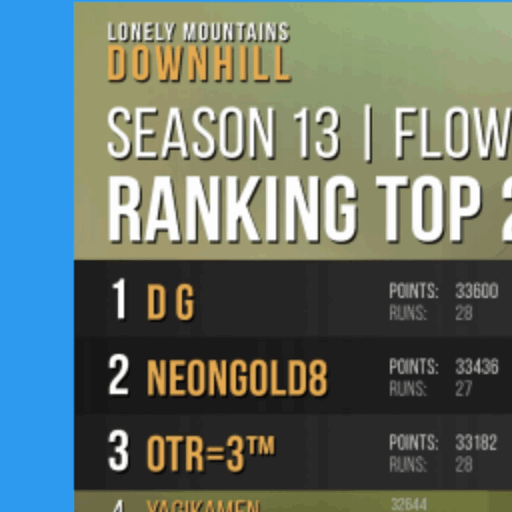 LONELY MOUNTAINS
DOWNHILL
SEASON 13 | FLOW
RANKING TOP 2
1 D G POINTS: 33600
RUNS: 28
2 NEONGOLD8 POINTS: 33436
RUNS: 27
3 OTR=3™ POINTS: 33182
RUNS: 28
4 YAGIKAMEN 32644